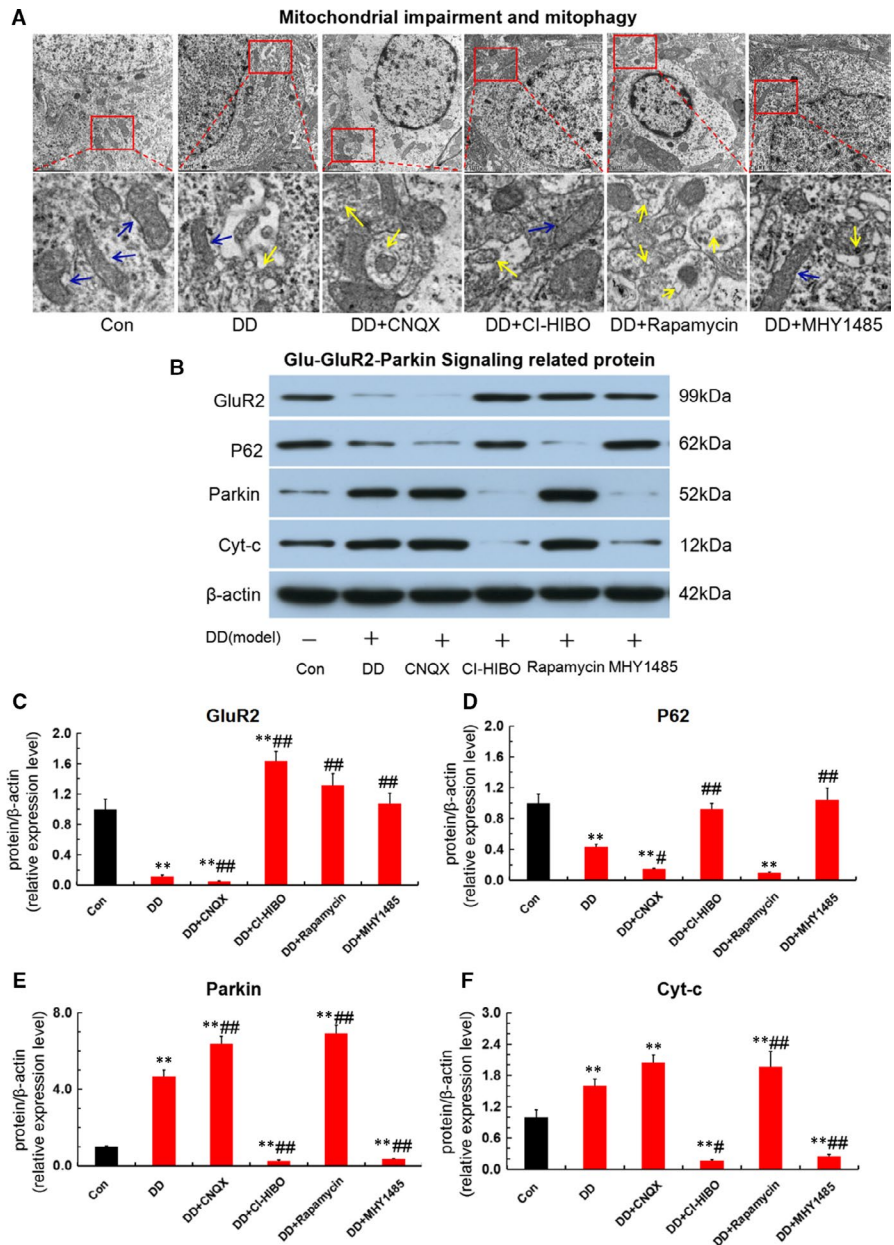 A
Mitochondrial impairment and mitophagy
Con DD DD+CNQX DD+CI-HIBO DD+Rapamycin DD+MHY1485
B
Glu-GluR2-Parkin Signaling related protein
GluR2 99kDa
P62 62kDa
Parkin 52kDa
Cyt-c 12kDa
β-actin 42kDa
DD(model) − + + + + +
Con DD CNQX CI-HIBO Rapamycin MHY1485
C
GluR2
protein/β-actin
(relative expression level)
2.0
1.6
1.2
0.8
0.4
0.0
**
**##
**##
##
##
Con DD DD+CNQX DD+CI-HIBO DD+Rapamycin DD+MHY1485
D
P62
protein/β-actin
(relative expression level)
2.0
1.6
1.2
0.8
0.4
0.0
**
**#
##
**
##
Con DD DD+CNQX DD+CI-HIBO DD+Rapamycin DD+MHY1485
E
Parkin
protein/β-actin
(relative expression level)
8.0
4.0
0.0
**
**##
**##
**##
**##
Con DD DD+CNQX DD+CI-HIBO DD+Rapamycin DD+MHY1485
F
Cyt-c
protein/β-actin
(relative expression level)
3.0
2.4
1.8
1.2
0.6
0.0
**
**
**#
**##
**##
Con DD DD+CNQX DD+CI-HIBO DD+Rapamycin DD+MHY1485